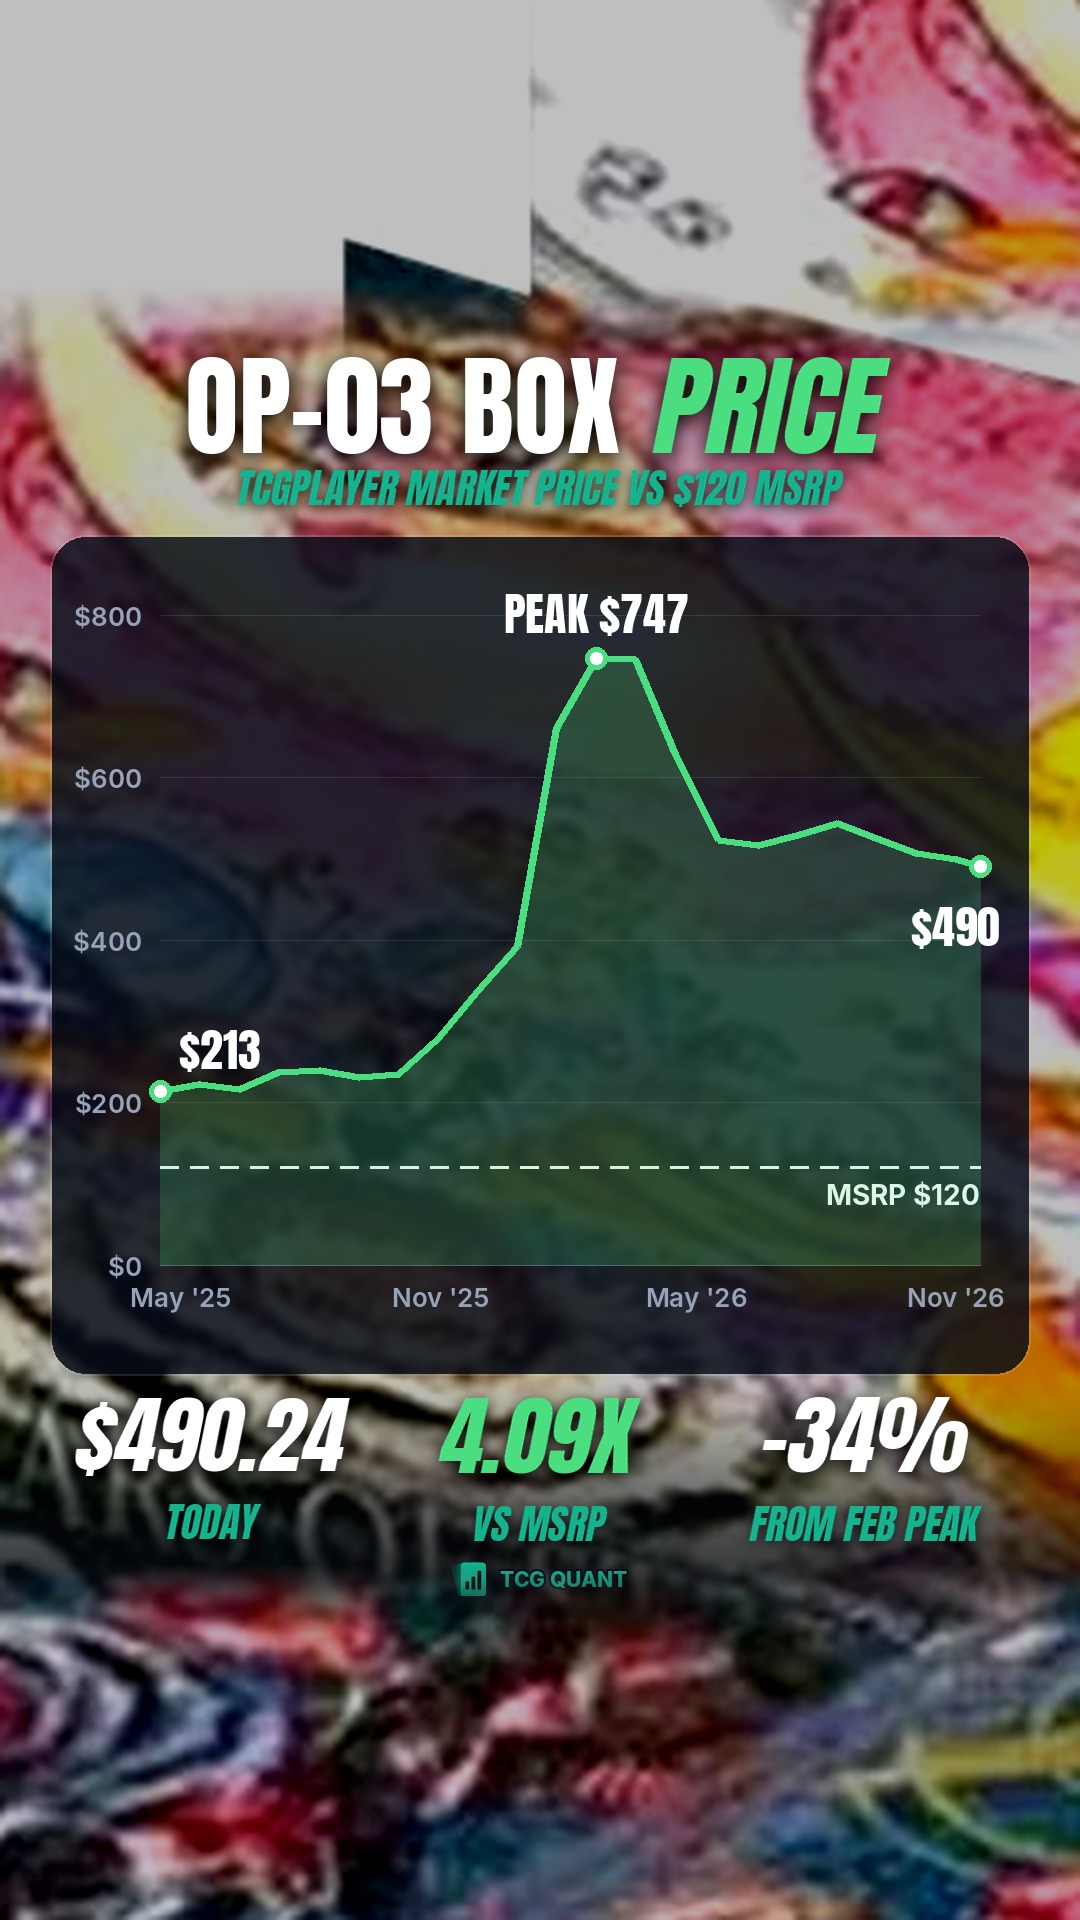 OP-03 BOX PRICE
TCGPLAYER MARKET PRICE VS $120 MSRP
$800
PEAK $747
$600
$400
$490
$213
$200
MSRP $120
$0
May '25 Nov '25 May '26 Nov '26
$490.24 4.09X -34%
TODAY VS MSRP FROM FEB PEAK
TCG QUANT